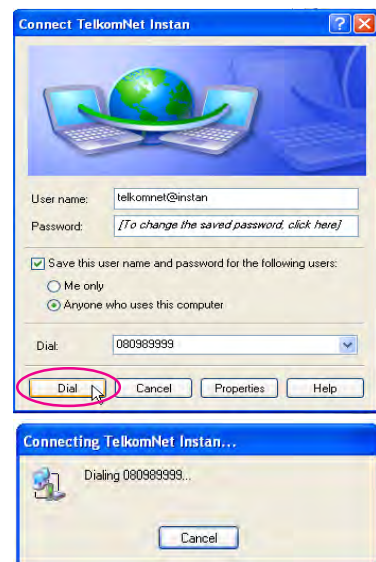 Connect TelkomNet Instan
User name: telkomnet@instan
Password: [To change the saved password, click here]
Save this user name and password for the following users:
Me only
Anyone who uses this computer
Dial: 080989999
Dial Cancel Properties Help
Connecting TelkomNet Instan...
Dialing 080989999...
Cancel